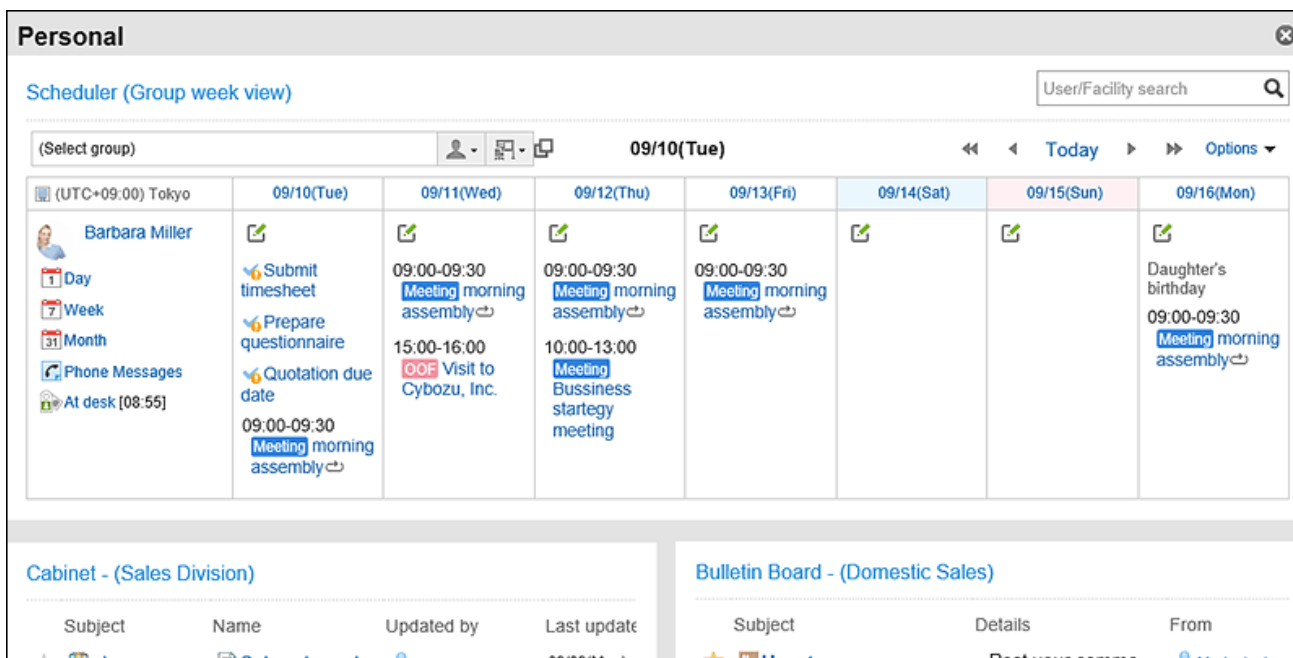 Personal
Scheduler (Group week view)
User/Facility search
(Select group)
09/10(Tue)
Today
Options
(UTC+09:00) Tokyo
09/10(Tue)
09/11(Wed)
09/12(Thu)
09/13(Fri)
09/14(Sat)
09/15(Sun)
09/16(Mon)
Barbara Miller
1 Day
7 Week
31 Month
Phone Messages
At desk [08:55]
Submit
timesheet
Prepare
questionnaire
Quotation due
date
09:00-09:30
Meeting morning
assembly
09:00-09:30
Meeting morning
assembly
15:00-16:00
OOF Visit to
Cybozu, Inc.
09:00-09:30
Meeting morning
assembly
10:00-13:00
Meeting
Bussiness
startegy
meeting
09:00-09:30
Meeting morning
assembly
Daughter's
birthday
09:00-09:30
Meeting morning
assembly
Cabinet - (Sales Division)
Subject
Name
Updated by
Last update
Bulletin Board - (Domestic Sales)
Subject
Details
From